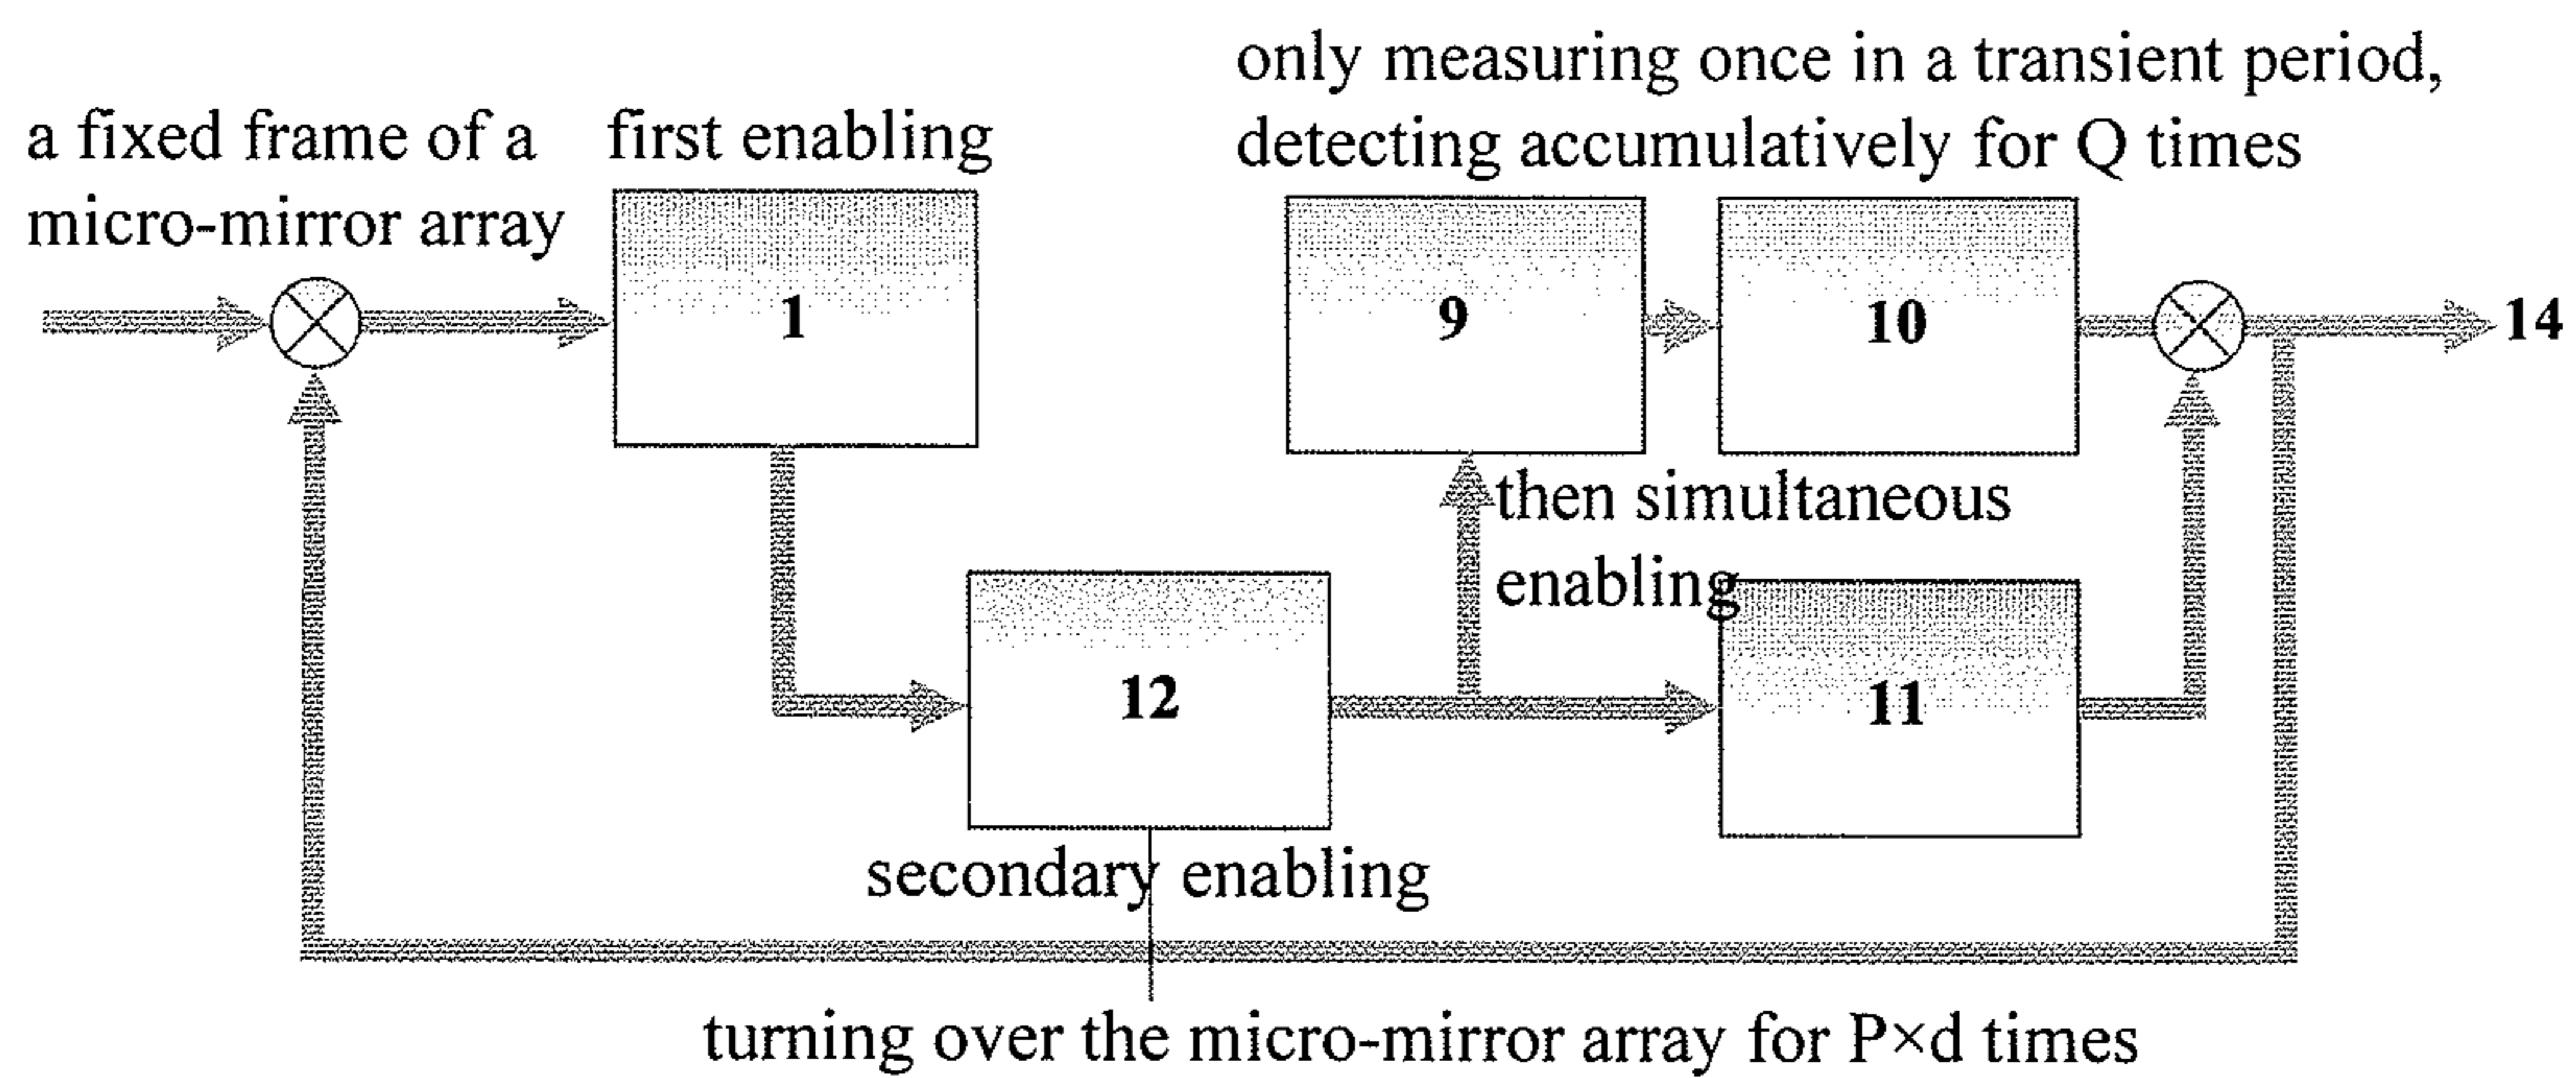 only measuring once in a transient period,
detecting accumulatively for Q times
a fixed frame of a
micro-mirror array
first enabling
1
9
10
14
then simultaneous
enabling
12
11
secondary enabling
turning over the micro-mirror array for P×d times